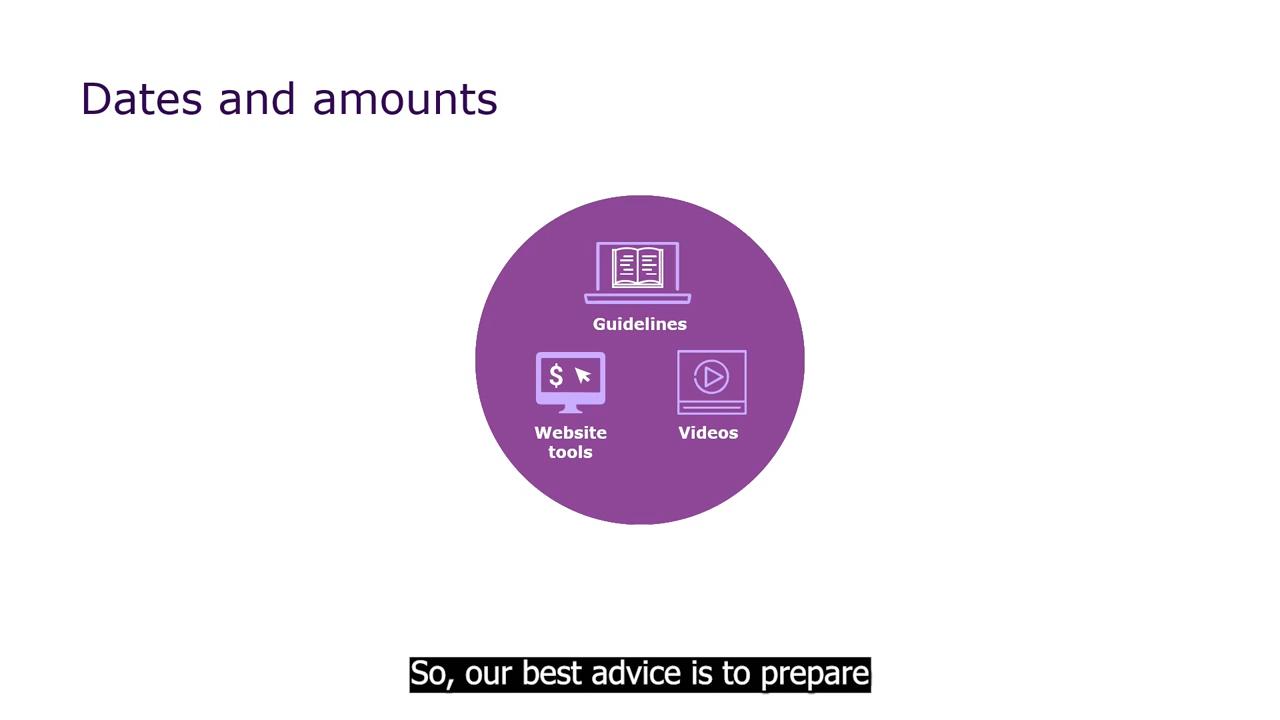 Dates and amounts
Guidelines
$
Website
tools
Videos
So, our best advice is to prepare